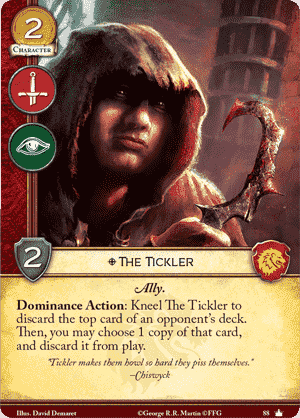 2
CHARACTER
2
THE TICKLER
Ally.
Dominance Action: Kneel The Tickler to
discard the top card of an opponent's deck.
Then, you may choose 1 copy of that card,
and discard it from play.
"Tickler makes them howl so hard they piss themselves."
—Chiswyck
Illus. David Demaret
©George R.R. Martin ©FFG
88